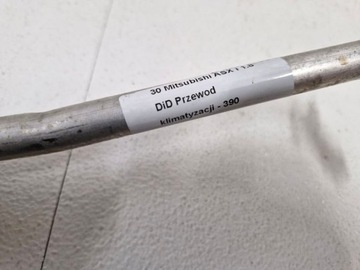 30 Mitsubishi ASX I 1.8
DiD Przewod
klimatyzacji - 390